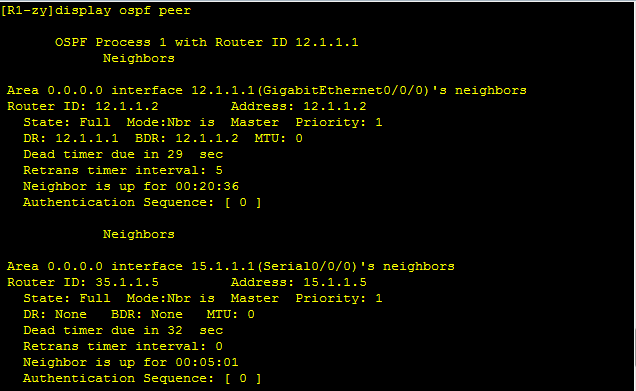 [R1-zy]display ospf peer
OSPF Process 1 with Router ID 12.1.1.1
Neighbors
Area 0.0.0.0 interface 12.1.1.1(GigabitEthernet0/0/0)'s neighbors
Router ID: 12.1.1.2 Address: 12.1.1.2
State: Full Mode:Nbr is Master Priority: 1
DR: 12.1.1.1 BDR: 12.1.1.2 MTU: 0
Dead timer due in 29 sec
Retrans timer interval: 5
Neighbor is up for 00:20:36
Authentication Sequence: [ 0 ]
Neighbors
Area 0.0.0.0 interface 15.1.1.1(Serial0/0/0)'s neighbors
Router ID: 35.1.1.5 Address: 15.1.1.5
State: Full Mode:Nbr is Master Priority: 1
DR: None BDR: None MTU: 0
Dead timer due in 32 sec
Retrans timer interval: 0
Neighbor is up for 00:05:01
Authentication Sequence: [ 0 ]